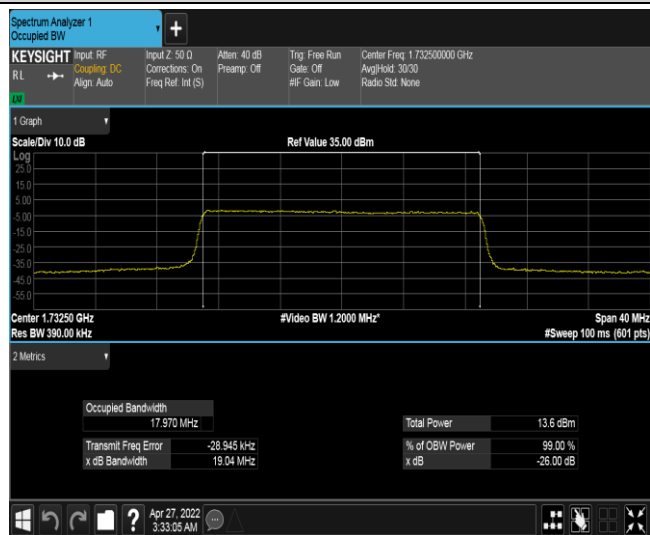 Spectrum Analyzer 1
Occupied BW
+
KEYSIGHT
RL
LXI
Input: RF
Coupling: DC
Align: Auto
Input Z: 50 Ω
Corrections: On
Freq Ref: Int (S)
Atten: 40 dB
Preamp: Off
Trig: Free Run
Gate: Off
#IF Gain: Low
Center Freq: 1.732500000 GHz
Avg|Hold: 30/30
Radio Std: None
1 Graph
Scale/Div 10.0 dB
Ref Value 35.00 dBm
Log
25.0
15.0
5.00
-5.00
-15.0
-25.0
-35.0
-45.0
-55.0
Center 1.73250 GHz
#Video BW 1.2000 MHz*
Span 40 MHz
Res BW 390.00 kHz
#Sweep 100 ms (601 pts)
2 Metrics
Occupied Bandwidth
17.970 MHz
Total Power 13.6 dBm
Transmit Freq Error -28.945 kHz
% of OBW Power 99.00 %
x dB Bandwidth 19.04 MHz
x dB -26.00 dB
?
Apr 27, 2022
3:33:05 AM